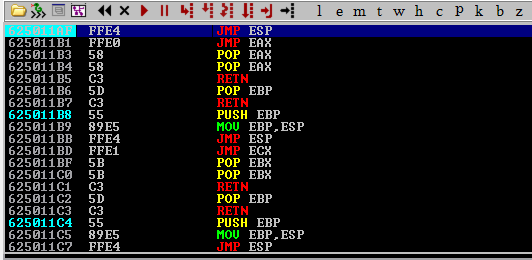 l e m t w h c p k b z
625011AF FFE4 JMP ESP
625011B1 FFE0 JMP EAX
625011B3 58 POP EAX
625011B4 58 POP EAX
625011B5 C3 RETN
625011B6 5D POP EBP
625011B7 C3 RETN
625011B8 55 PUSH EBP
625011B9 89E5 MOV EBP,ESP
625011BB FFE4 JMP ESP
625011BD FFE1 JMP ECX
625011BF 5B POP EBX
625011C0 5B POP EBX
625011C1 C3 RETN
625011C2 5D POP EBP
625011C3 C3 RETN
625011C4 55 PUSH EBP
625011C5 89E5 MOV EBP,ESP
625011C7 FFE4 JMP ESP